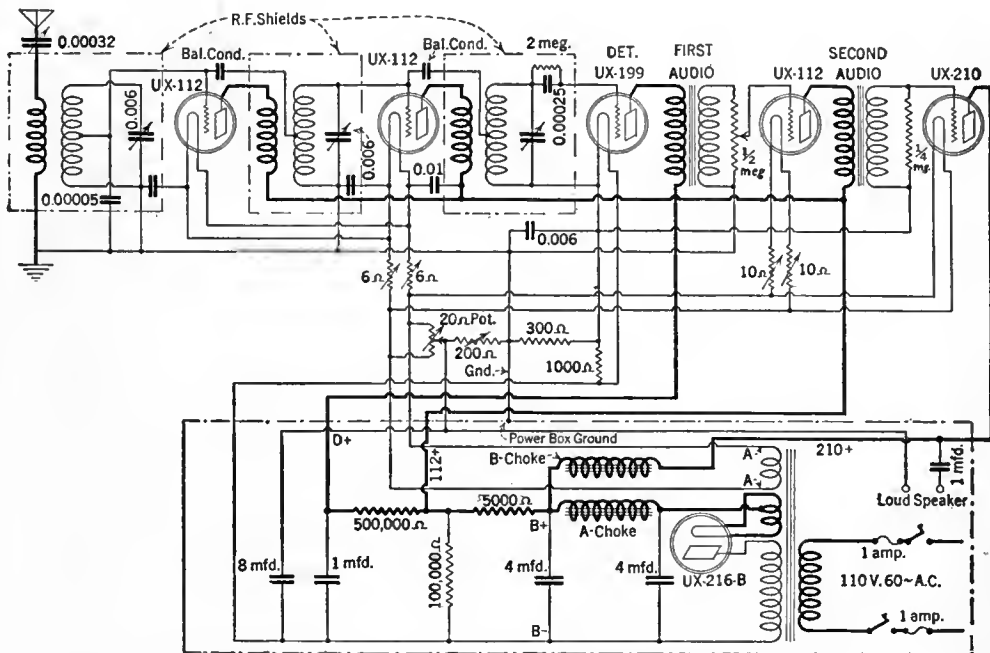 0.00032
R.F. Shields
Bal. Cond.
Bal. Cond.
2 meg.
DET.
UX-199
FIRST
AUDIO
UX-112
SECOND
AUDIO
UX-210
UX-112
UX-112
0.006
0.006
0.00025
0.01
0.00005
1/2
meg
1/4
mg.
0.006
6Ω
6Ω
10Ω
10Ω
20Ω Pot.
200Ω
300Ω
1000Ω
Gnd.
Power Box Ground
D+
112+
B-Choke
A-
A-
210+
1 mfd.
Loud Speaker
500,000Ω
5000Ω
B+
A-Choke
UX-216-B
8 mfd.
1 mfd.
100,000Ω
4 mfd.
4 mfd.
B-
1 amp.
110 V. 60~A.C.
1 amp.